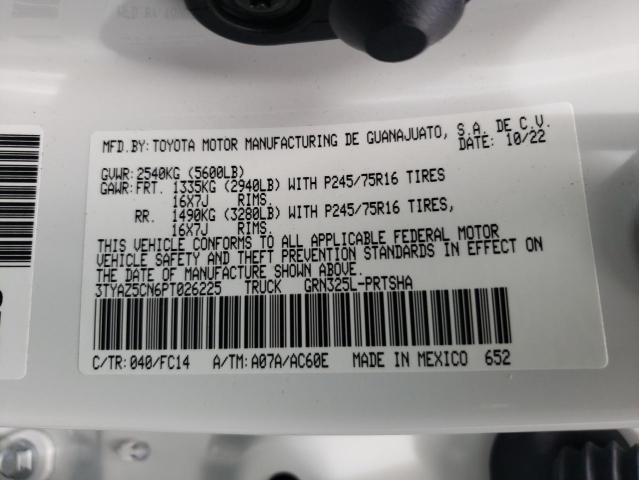 MFD.BY:TOYOTA MOTOR MANUFACTURING DE GUANAJUATO, S.A. DE C.V.
DATE: 10/22
GVWR:2540KG (5600LB)
GAWR:FRT. 1335KG (2940LB) WITH P245/75R16 TIRES
16X7J RIMS.
RR. 1490KG (3280LB) WITH P245/75R16 TIRES,
16X7J RIMS.
THIS VEHICLE CONFORMS TO ALL APPLICABLE FEDERAL MOTOR
VEHICLE SAFETY AND THEFT PREVENTION STANDARDS IN EFFECT ON
THE DATE OF MANUFACTURE SHOWN ABOVE.
3TYAZ5CN6PT026225 TRUCK GRN325L-PRTSHA
C/TR:040/FC14 A/TM:A07A/AC60E MADE IN MEXICO 652